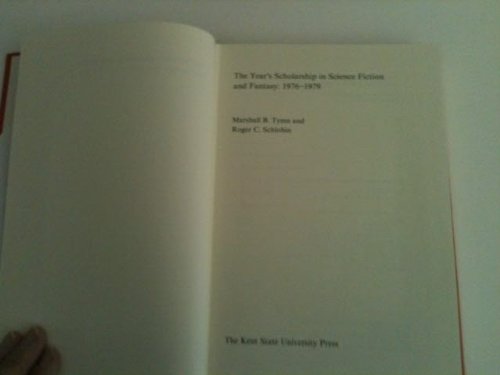 The Year's Scholarship in Science Fiction
and Fantasy: 1976-1979
Marshall B. Tymn and
Roger C. Schlobin
The Kent State University Press